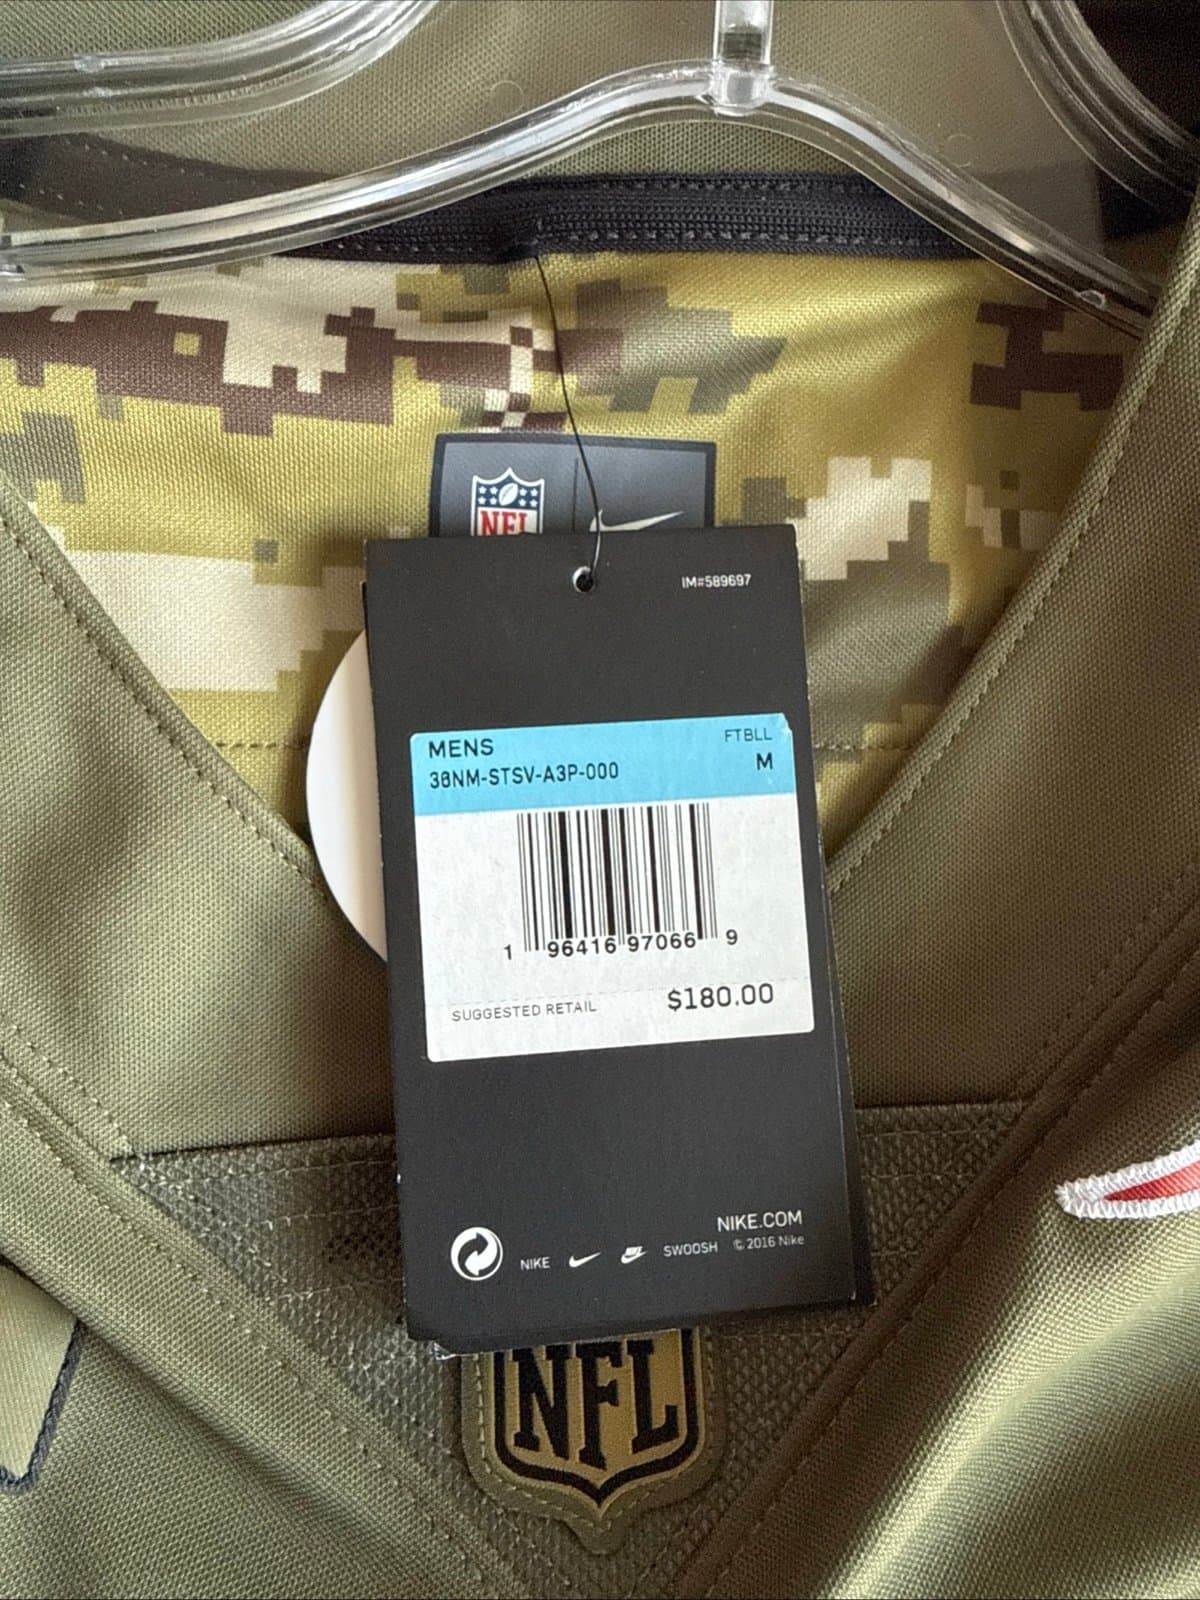 NFL
IM#589697
MENS
FTBLL
38NM-STSV-A3P-000
M
1 96416 97066 9
SUGGESTED RETAIL $180.00
NIKE.COM
NIKE SWOOSH © 2016 Nike
NFL